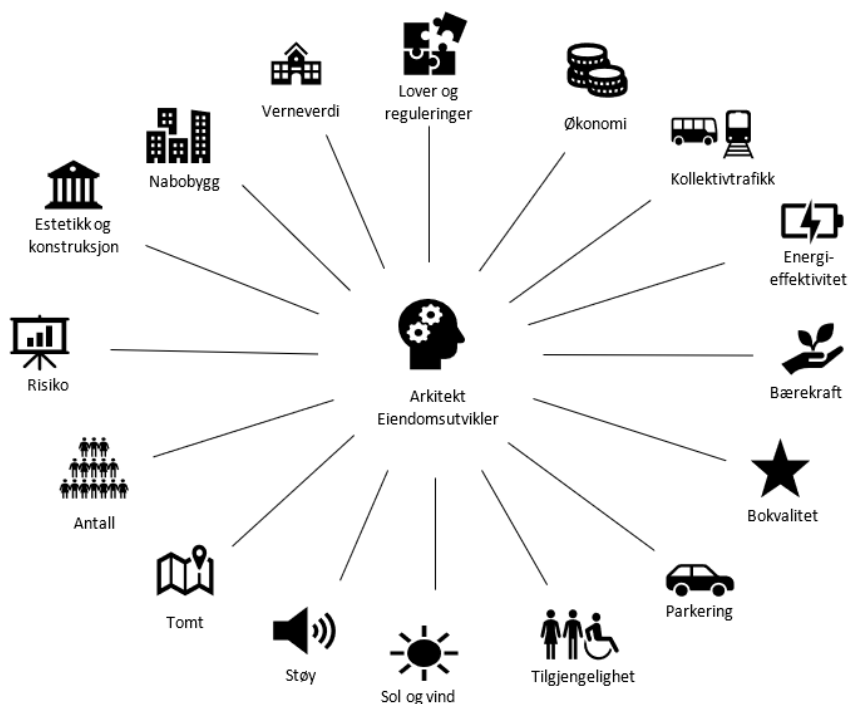 Lover og
reguleringer
Verneverdi
Økonomi
Nabobygg
Kollektivtrafikk
Estetikk og
konstruksjon
Energi-
effektivitet
Risiko
Arkitekt
Eiendomsutvikler
Bærekraft
Antall
Bokvalitet
Tomt
Parkering
Støy
Tilgjengelighet
Sol og vind